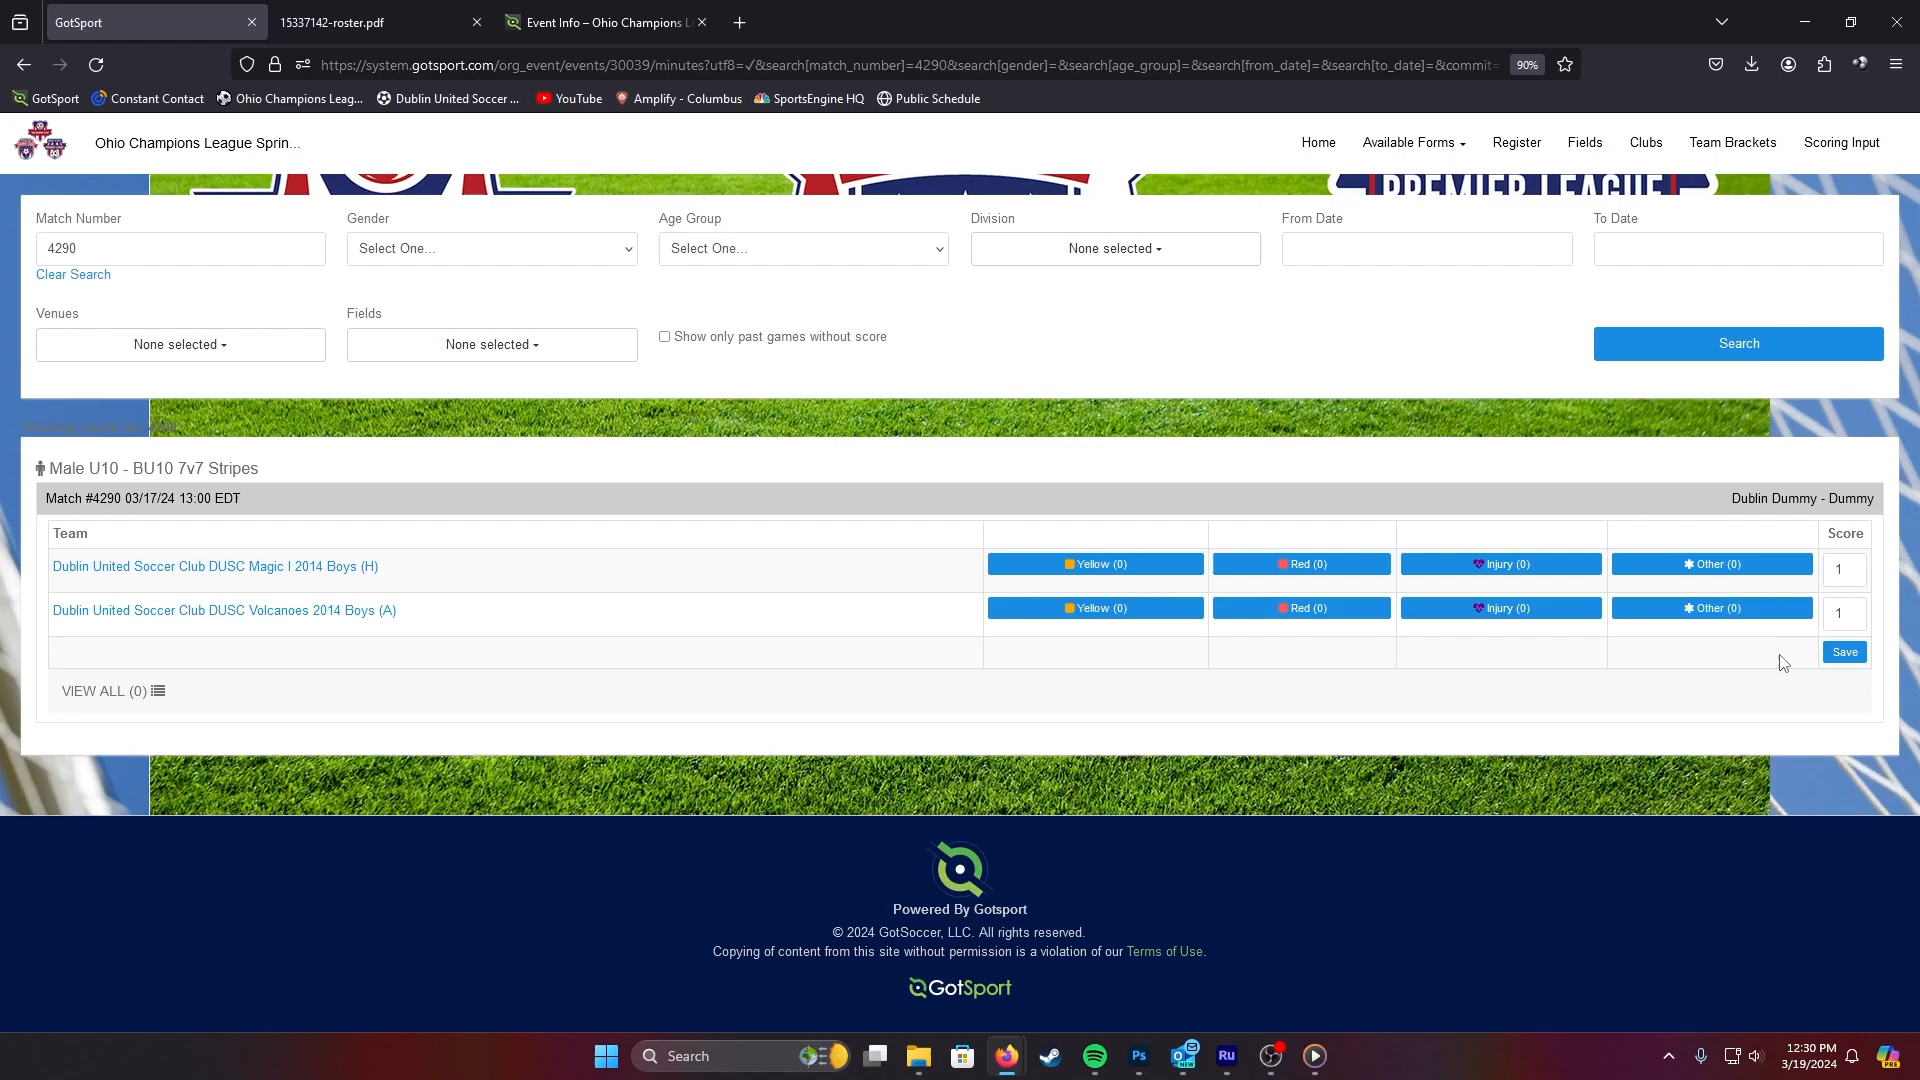 GotSport
15337142-roster.pdf
Event Info – Ohio Champions L
https://system.gotsport.com/org_event/events/30039/minutes?utf8=✓&search[match_number]=4290&search[gender]=&search[age_group]=&search[from_date]=&search[to_date]=&commit=
90%
GotSport
Constant Contact
Ohio Champions Leag...
Dublin United Soccer ...
YouTube
Amplify - Columbus
SportsEngine HQ
Public Schedule
Ohio Champions League Sprin...
Home
Available Forms
Register
Fields
Clubs
Team Brackets
Scoring Input
PREMIER LEAGUE
Match Number
Gender
Age Group
Division
From Date
To Date
4290
Select One...
Select One...
None selected
Clear Search
Venues
Fields
None selected
None selected
Show only past games without score
Search
Male U10 - BU10 7v7 Stripes
Match #4290 03/17/24 13:00 EDT
Dublin Dummy - Dummy
Team
Score
Dublin United Soccer Club DUSC Magic I 2014 Boys (H)
Yellow (0)
Red (0)
Injury (0)
Other (0)
1
Dublin United Soccer Club DUSC Volcanoes 2014 Boys (A)
Yellow (0)
Red (0)
Injury (0)
Other (0)
1
Save
VIEW ALL (0)
Powered By Gotsport
© 2024 GotSoccer, LLC. All rights reserved.
Copying of content from this site without permission is a violation of our Terms of Use.
GotSport
Search
Ps
NEW
Ru
12:30 PM
3/19/2024
PRE